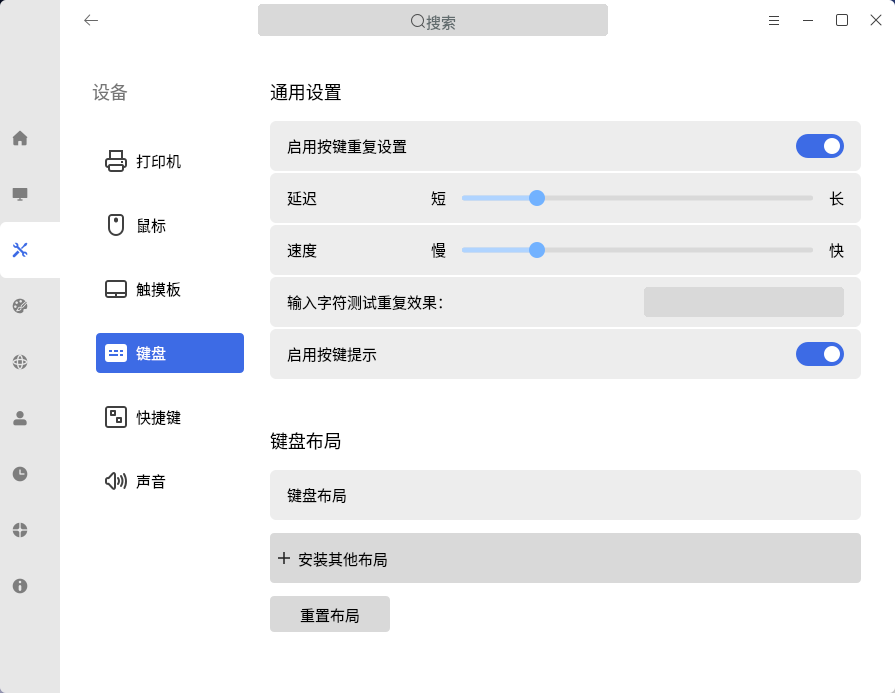 搜索
设备
打印机
鼠标
触摸板
键盘
快捷键
声音
通用设置
启用按键重复设置
延迟 短 长
速度 慢 快
输入字符测试重复效果：
启用按键提示
键盘布局
键盘布局
安装其他布局
重置布局